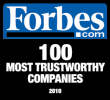 Forbes
.com
100
MOST TRUSTWORTHY
COMPANIES
2010